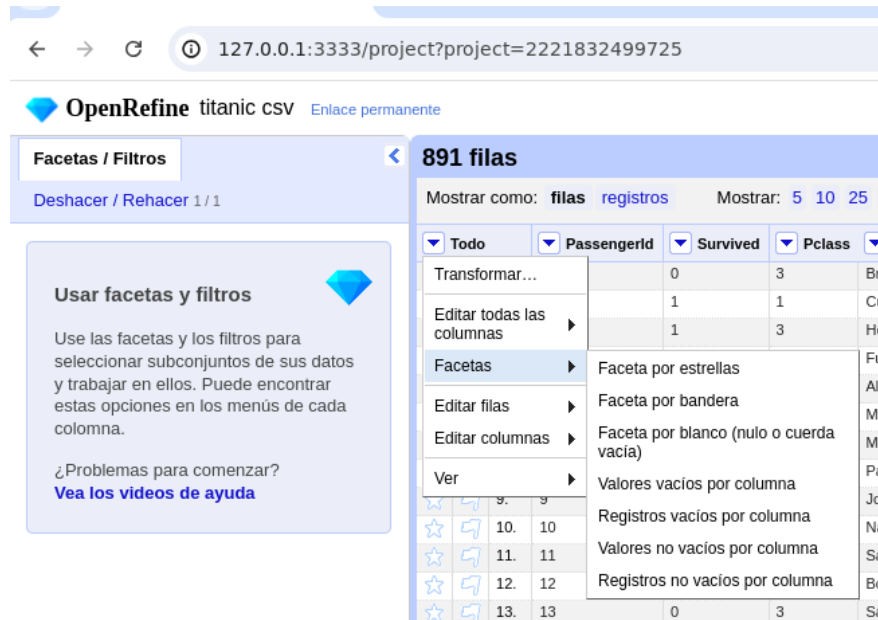 127.0.0.1:3333/project?project=2221832499725
OpenRefine titanic csv Enlace permanente
Facetas / Filtros
Deshacer / Rehacer 1 / 1
Usar facetas y filtros
Use las facetas y los filtros para
seleccionar subconjuntos de sus datos
y trabajar en ellos. Puede encontrar
estas opciones en los menús de cada
colomna.
¿Problemas para comenzar?
Vea los videos de ayuda
891 filas
Mostrar como: filas registros Mostrar: 5 10 25
Todo PassengerId Survived Pclass
0 3
1 1
1 3
9. 9
10. 10
11. 11
12. 12
13. 13 0 3
Transformar…
Editar todas las
columnas
Facetas
Editar filas
Editar columnas
Ver
Faceta por estrellas
Faceta por bandera
Faceta por blanco (nulo o cuerda
vacía)
Valores vacíos por columna
Registros vacíos por columna
Valores no vacíos por columna
Registros no vacíos por columna